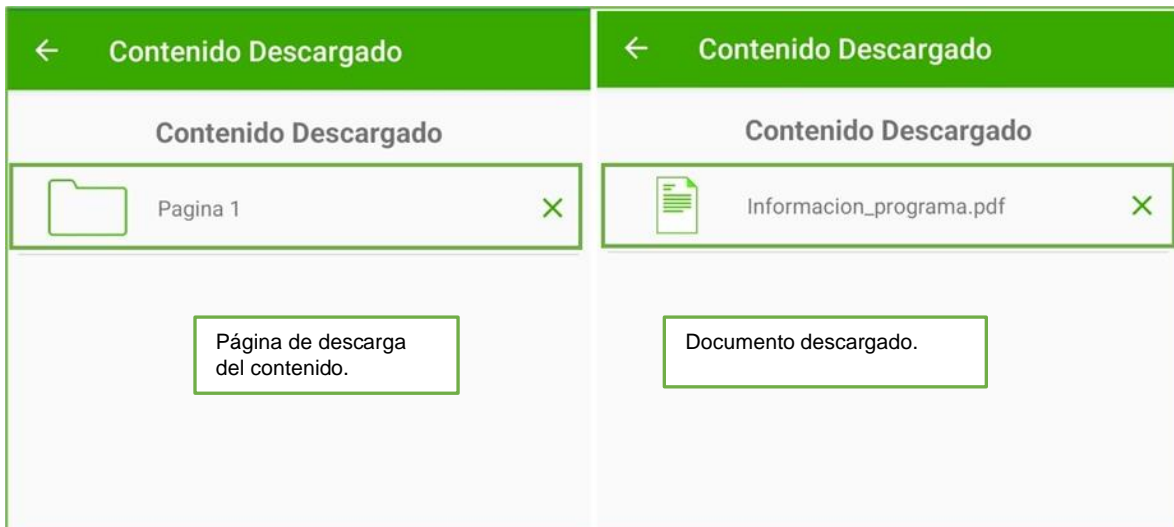 Contenido Descargado
Contenido Descargado
Pagina 1
Página de descarga
del contenido.
Contenido Descargado
Contenido Descargado
Informacion_programa.pdf
Documento descargado.